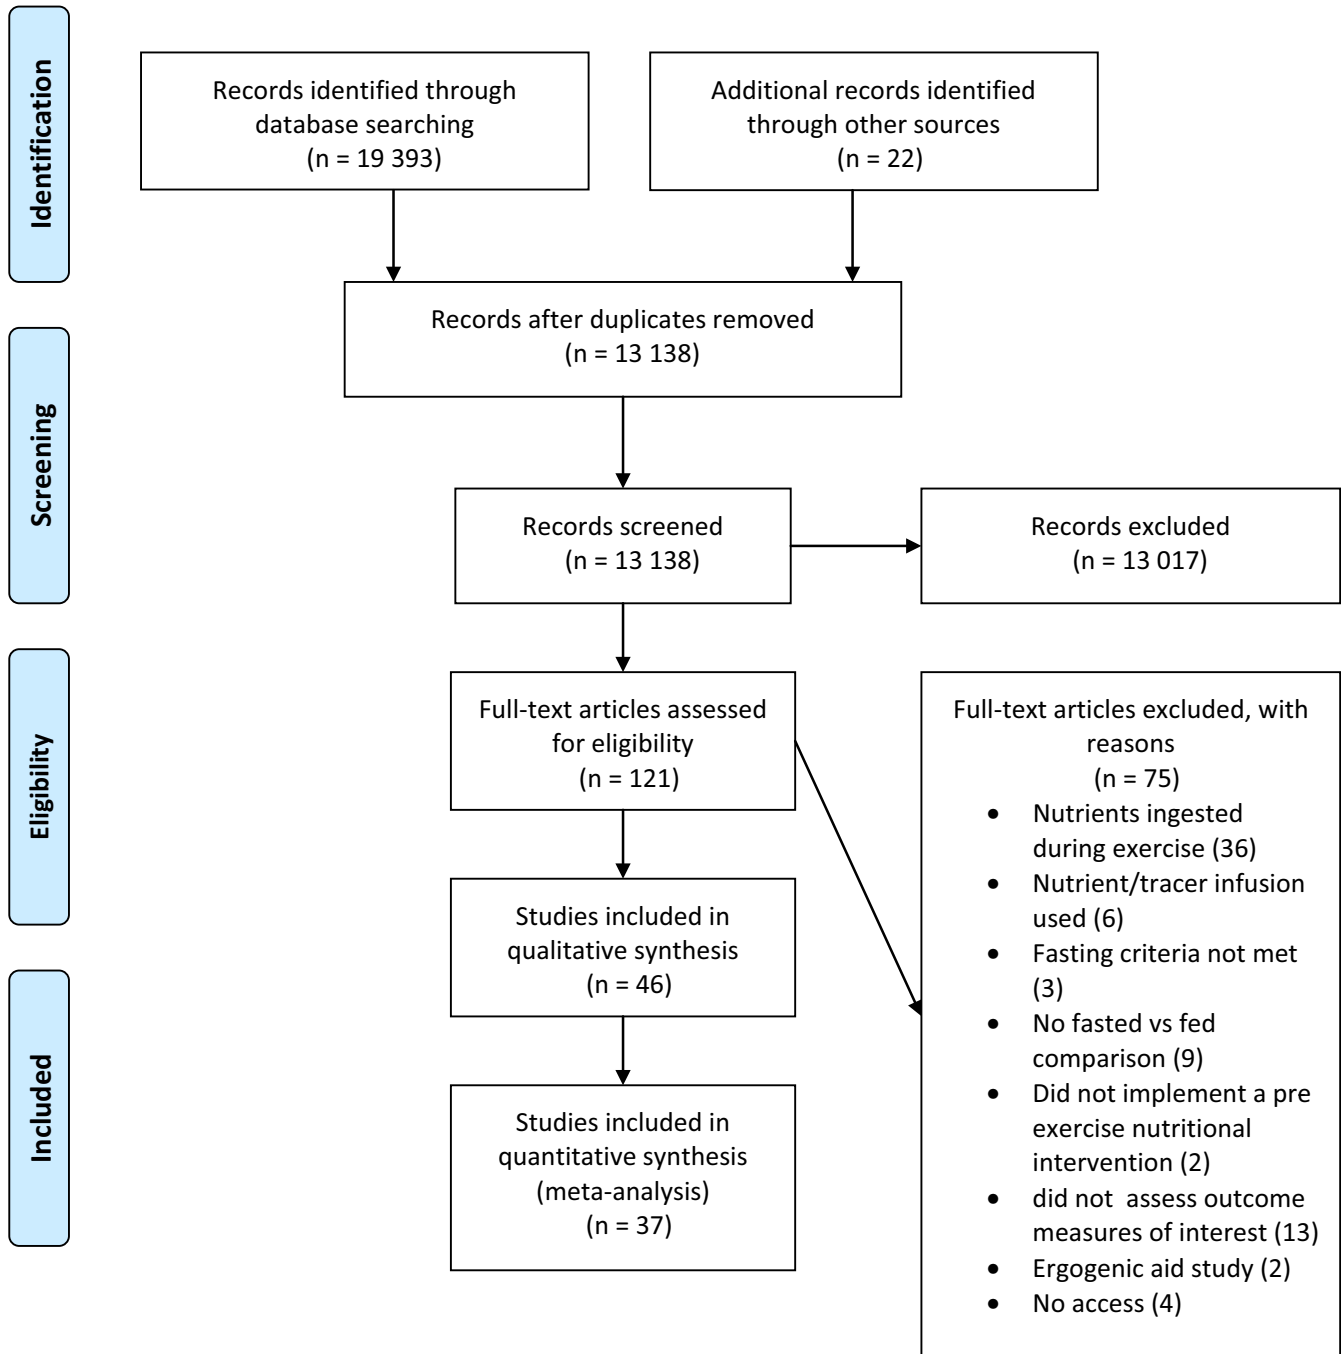 Identification
Records identified through
database searching
(n = 19 393)
Additional records identified
through other sources
(n = 22)
Records after duplicates removed
(n = 13 138)
Screening
Records screened
(n = 13 138)
Records excluded
(n = 13 017)
Eligibility
Full-text articles assessed
for eligibility
(n = 121)
Full-text articles excluded, with
reasons
(n = 75)
• Nutrients ingested
during exercise (36)
• Nutrient/tracer infusion
used (6)
• Fasting criteria not met
(3)
• No fasted vs fed
comparison (9)
• Did not implement a pre
exercise nutritional
intervention (2)
• did not  assess outcome
measures of interest (13)
• Ergogenic aid study (2)
• No access (4)
Studies included in
qualitative synthesis
(n = 46)
Included
Studies included in
quantitative synthesis
(meta-analysis)
(n = 37)